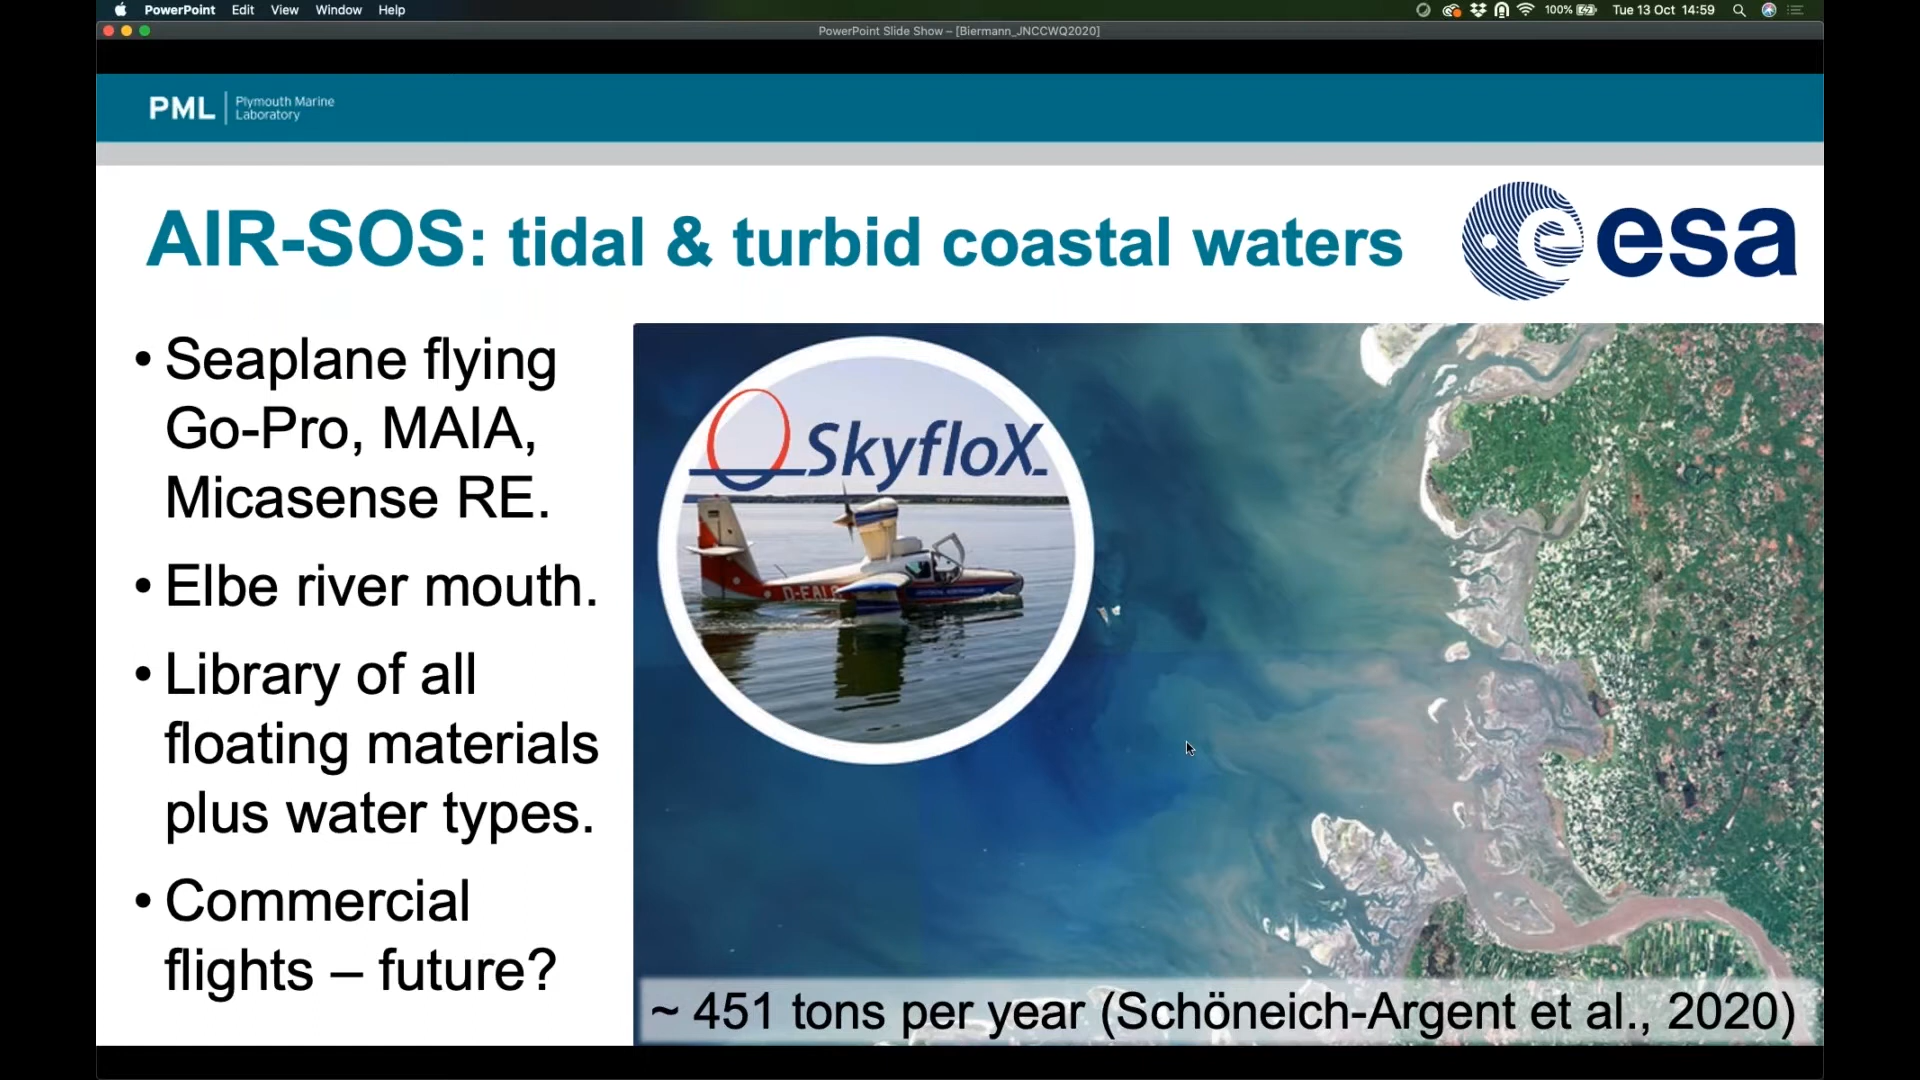 PowerPoint Edit View Window Help
100% Tue 13 Oct 14:59
PowerPoint Slide Show – [Biermann_JNCCWQ2020]
PML Plymouth Marine
Laboratory
AIR-SOS: tidal & turbid coastal waters
esa
• Seaplane flying
Go-Pro, MAIA,
Micasense RE.
• Elbe river mouth.
• Library of all
floating materials
plus water types.
• Commercial
flights – future?
SkyfloX
~ 451 tons per year (Schöneich-Argent et al., 2020)